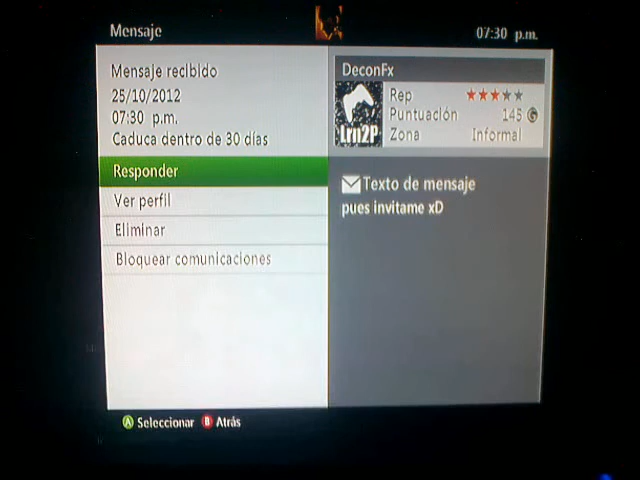 Mensaje
07:30 p.m.
Mensaje recibido
25/10/2012
07:30 p.m.
Caduca dentro de 30 días
Responder
Ver perfil
Eliminar
Bloquear comunicaciones
DeconFx
Lrn2P
Rep
Puntuación 145 G
Zona Informal
Texto de mensaje
pues invitame xD
A Seleccionar B Atrás